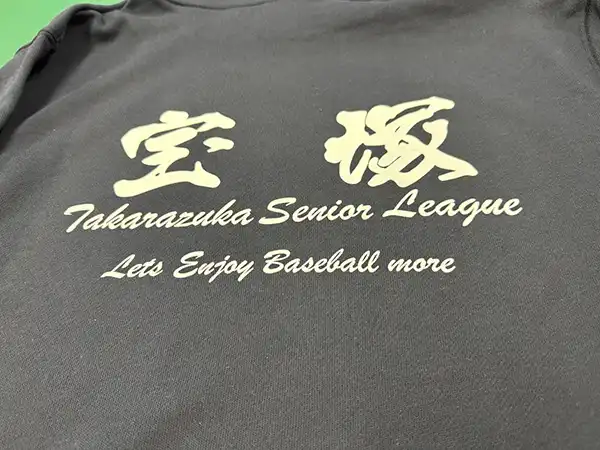 宝塚
Takarazuka Senior League
Lets Enjoy Baseball more